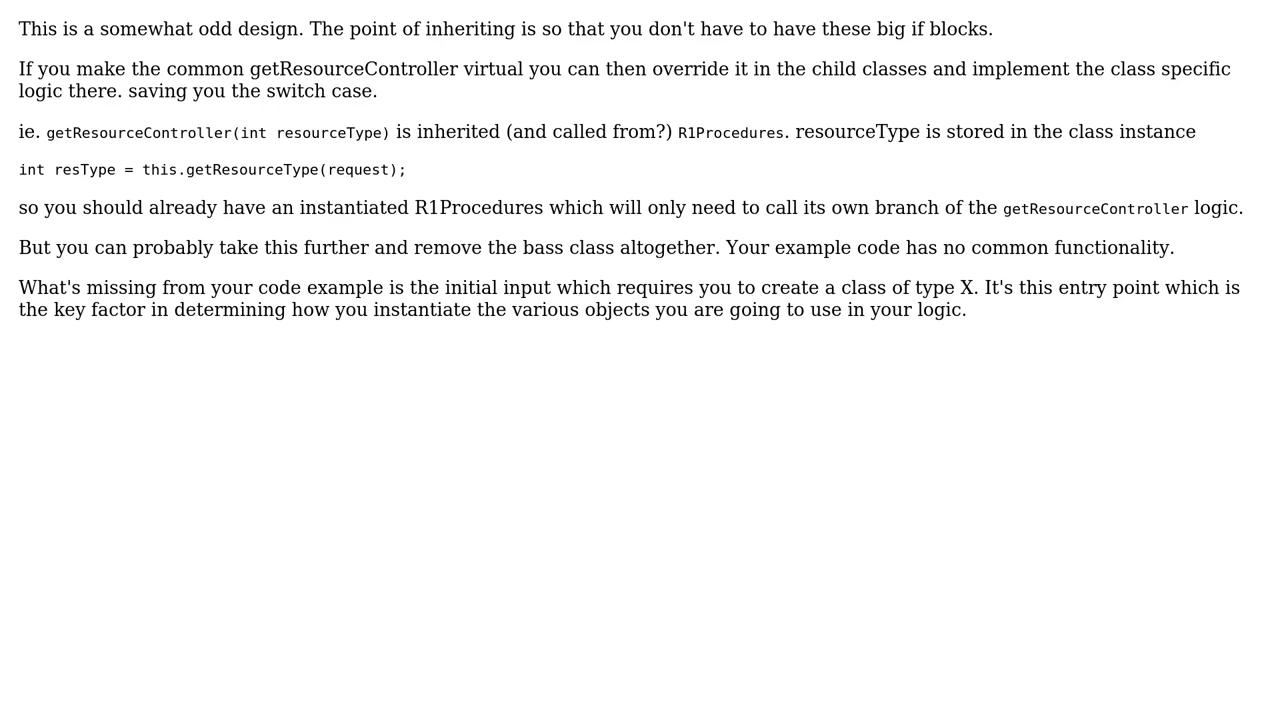 This is a somewhat odd design. The point of inheriting is so that you don't have to have these big if blocks.
If you make the common getResourceController virtual you can then override it in the child classes and implement the class specific
logic there. saving you the switch case.
ie. getResourceController(int resourceType) is inherited (and called from?) R1Procedures. resourceType is stored in the class instance
int resType = this.getResourceType(request);
so you should already have an instantiated R1Procedures which will only need to call its own branch of the getResourceController logic.
But you can probably take this further and remove the bass class altogether. Your example code has no common functionality.
What's missing from your code example is the initial input which requires you to create a class of type X. It's this entry point which is
the key factor in determining how you instantiate the various objects you are going to use in your logic.